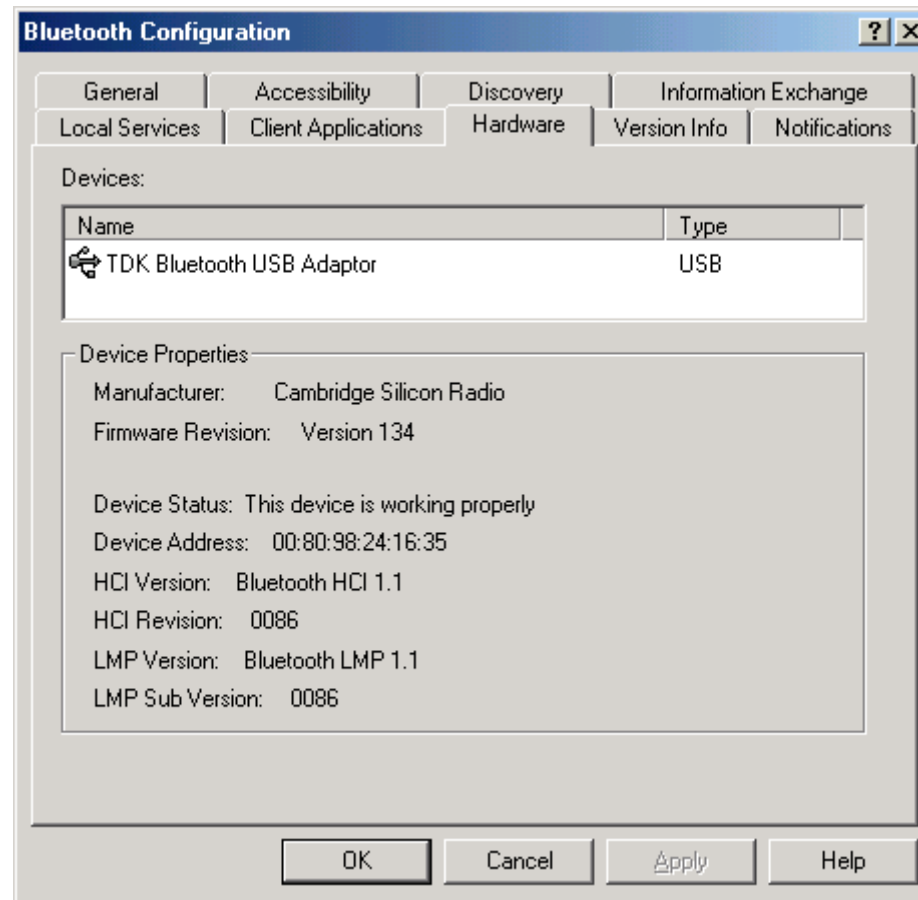 Bluetooth Configuration
General Accessibility Discovery Information Exchange
Local Services Client Applications Hardware Version Info Notifications
Devices:
Name Type
TDK Bluetooth USB Adaptor USB
Device Properties
Manufacturer: Cambridge Silicon Radio
Firmware Revision: Version 134
Device Status: This device is working properly
Device Address: 00:80:98:24:16:35
HCI Version: Bluetooth HCI 1.1
HCI Revision: 0086
LMP Version: Bluetooth LMP 1.1
LMP Sub Version: 0086
OK Cancel Apply Help